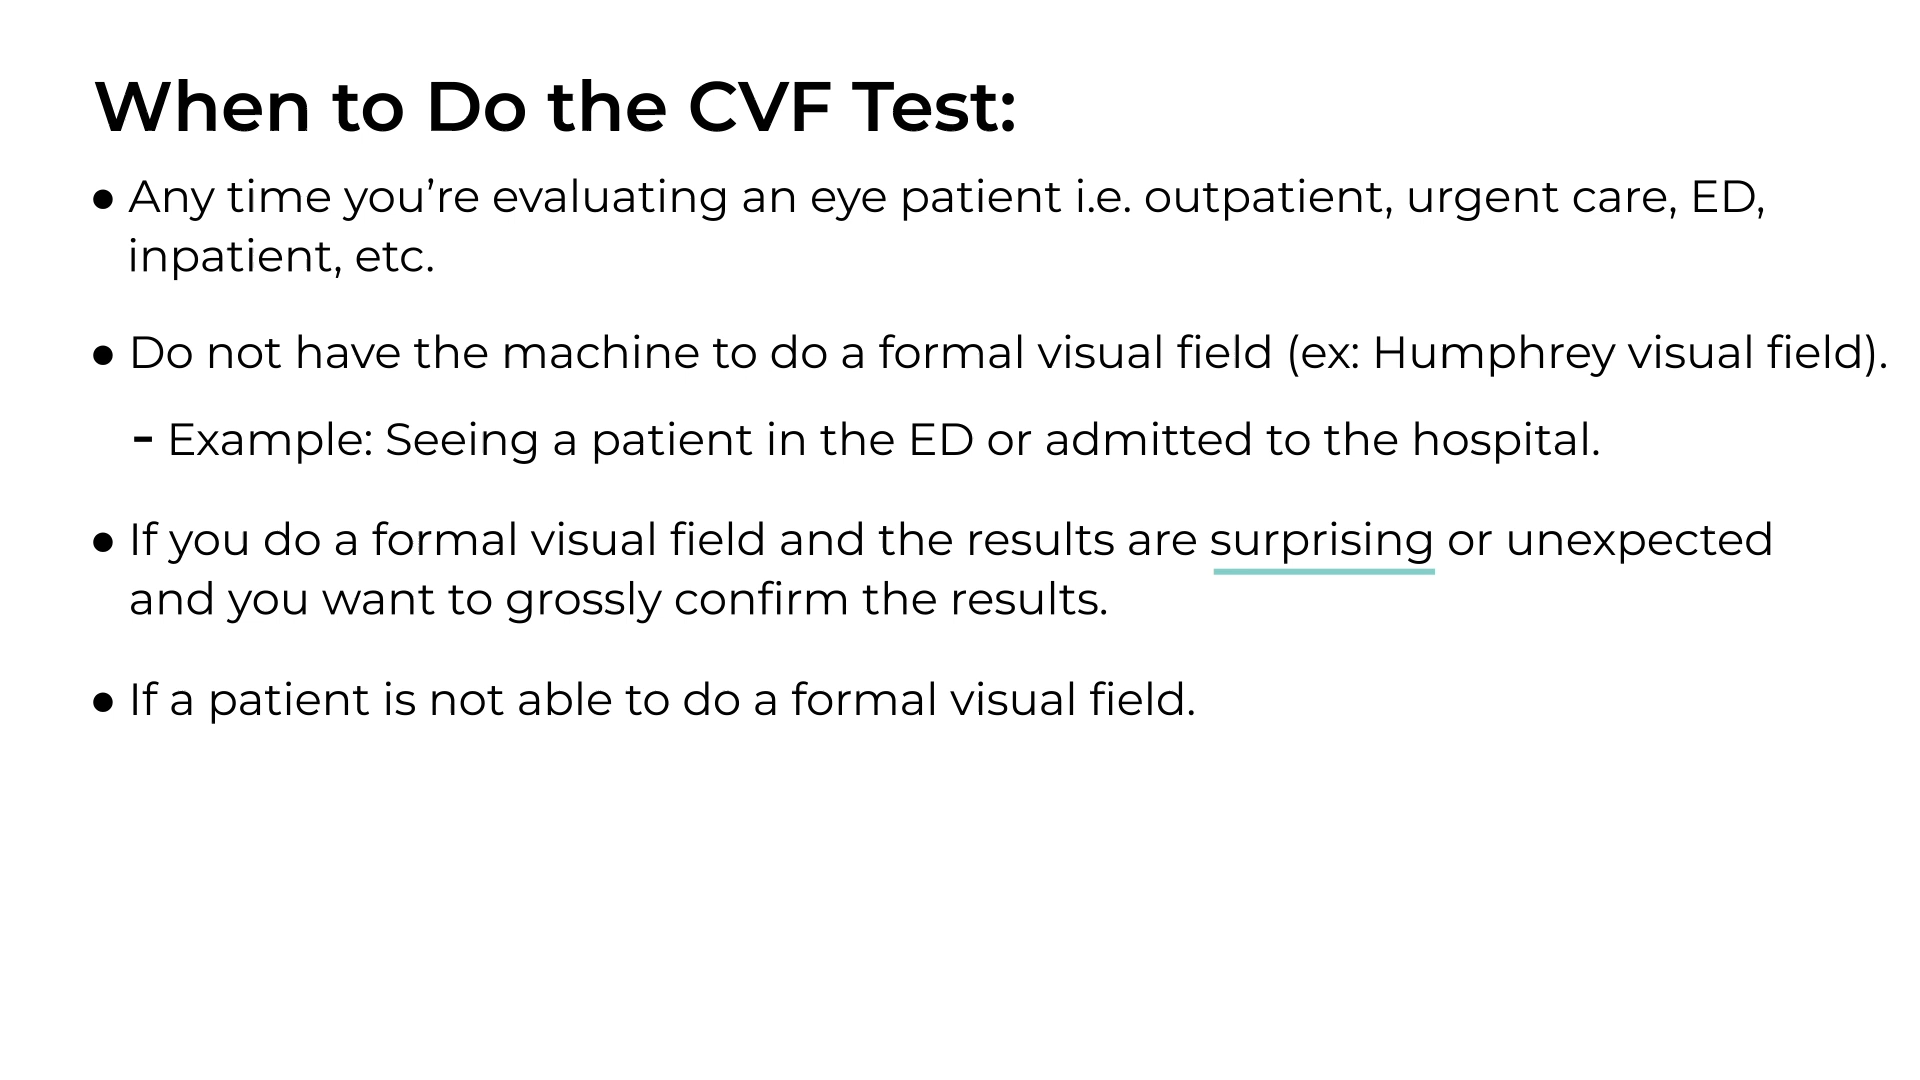 When to Do the CVF Test:
● Any time you’re evaluating an eye patient i.e. outpatient, urgent care, ED,
inpatient, etc.
● Do not have the machine to do a formal visual field (ex: Humphrey visual field).
- Example: Seeing a patient in the ED or admitted to the hospital.
● If you do a formal visual field and the results are surprising or unexpected
and you want to grossly confirm the results.
● If a patient is not able to do a formal visual field.